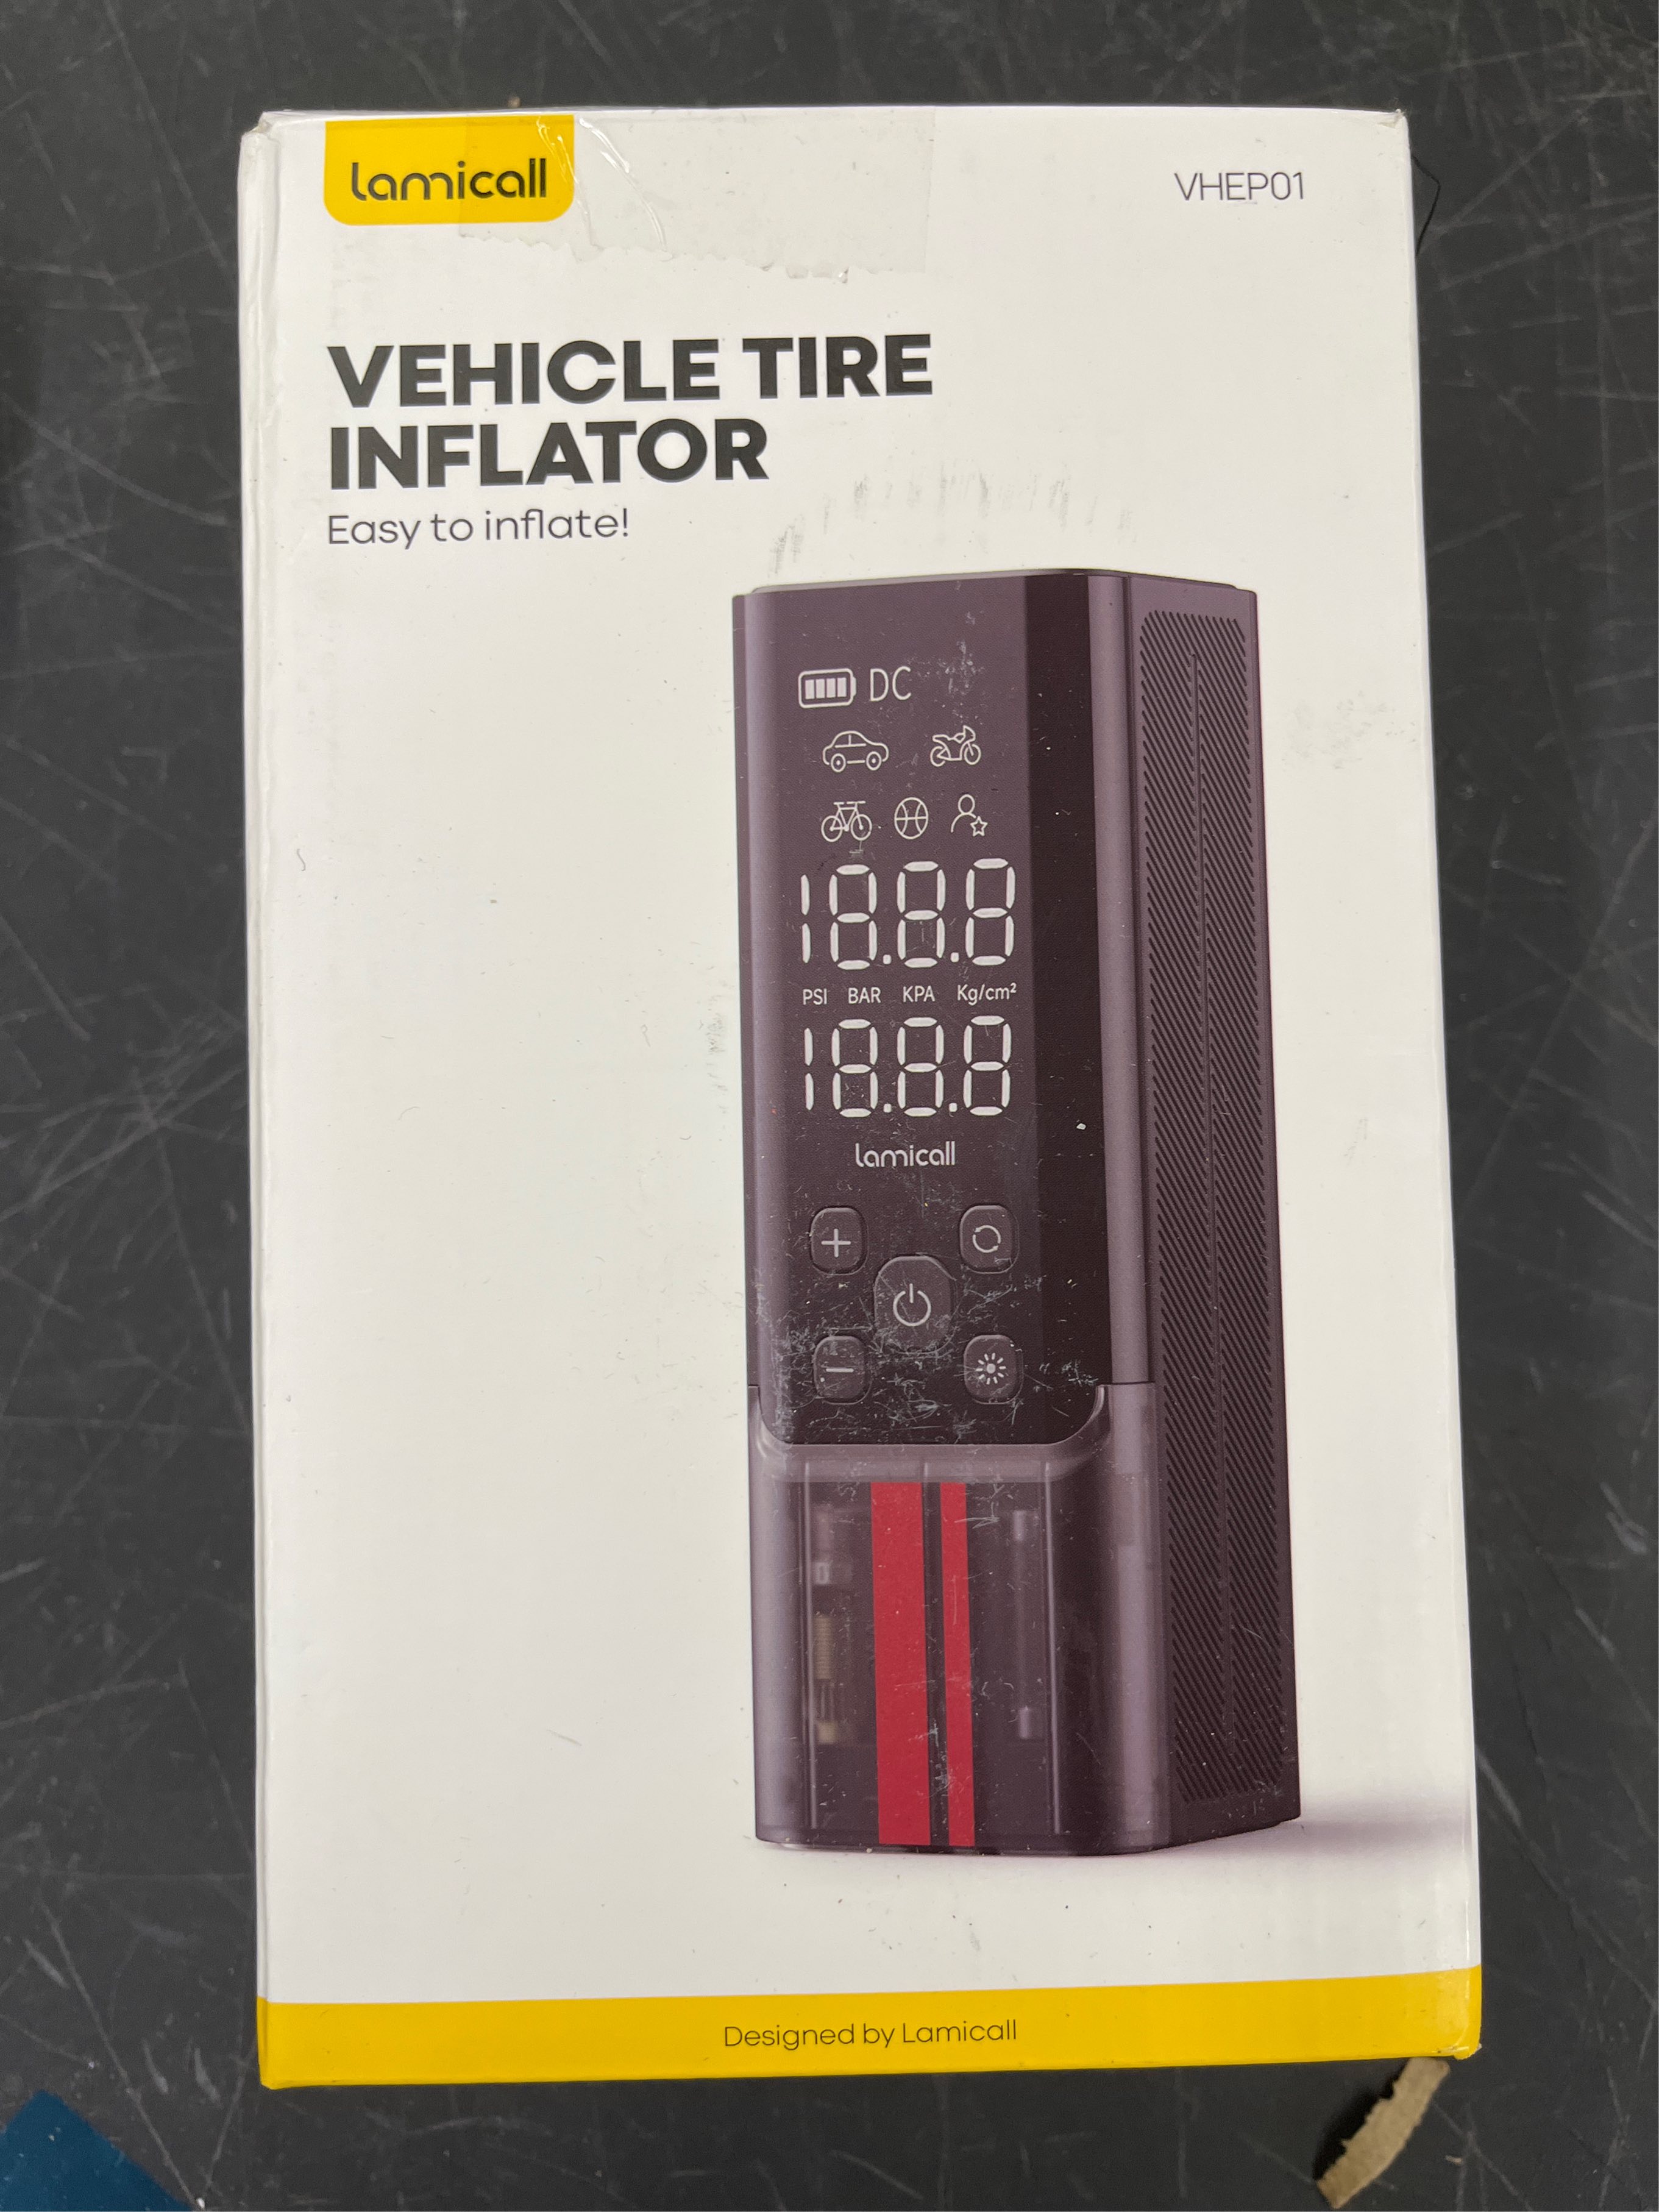 Lamicall
VHEP01
VEHICLE TIRE
INFLATOR
Easy to inflate!
DC
18.8.8
PSI BAR KPA Kg/cm²
18.8.8
Lamicall
Designed by Lamicall